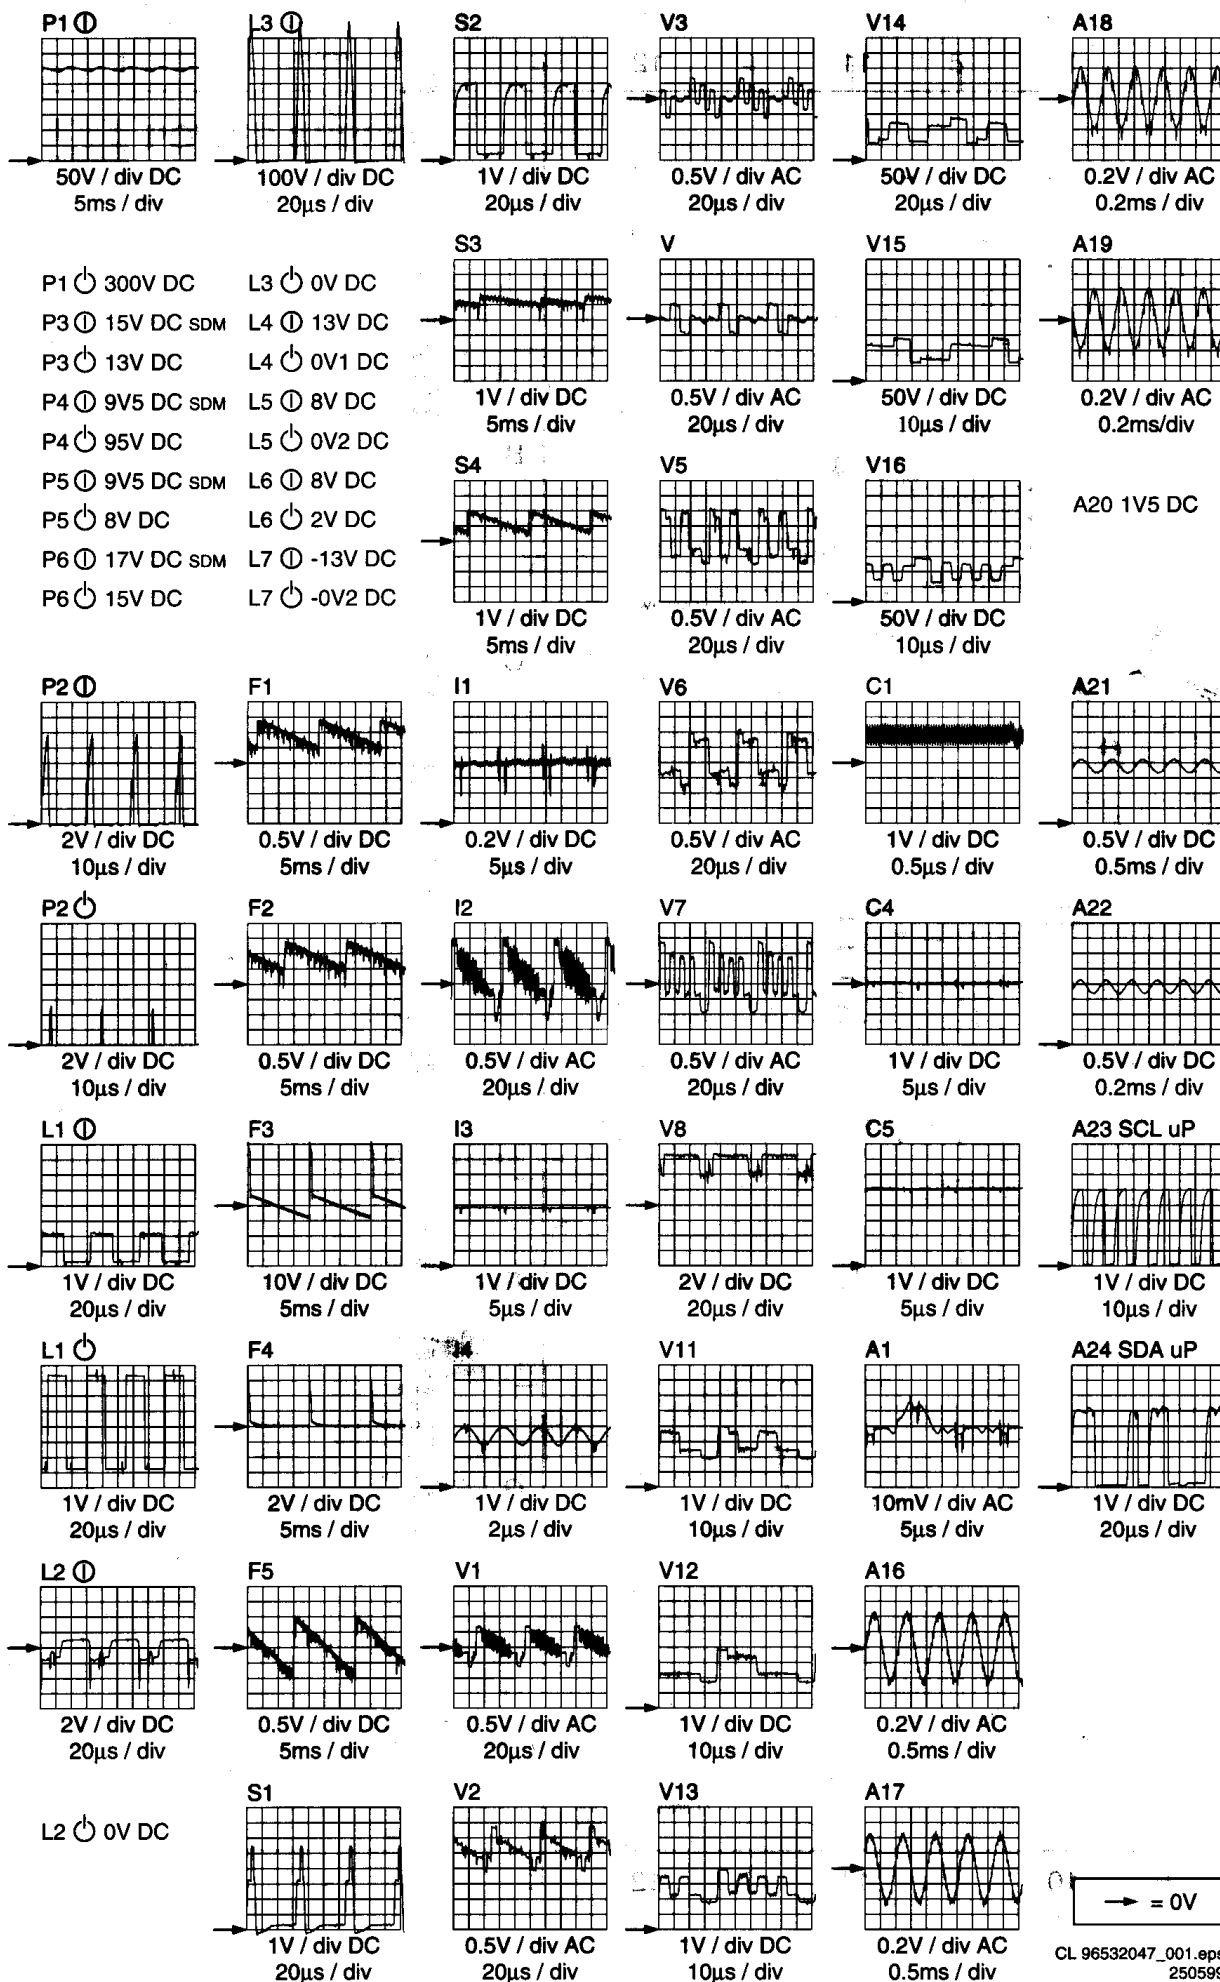 P1 L3 S2 V3 V14 A18
50V / div DC 100V / div DC 1V / div DC 0.5V / div AC 50V / div DC 0.2V / div AC
5ms / div 20µs / div 20µs / div 20µs / div 20µs / div 0.2ms / div
S3 V V15 A19
P1 300V DC L3 0V DC
P3 15V DC SDM L4 13V DC
P3 13V DC L4 0V1 DC
P4 9V5 DC SDM L5 8V DC
1V / div DC 0.5V / div AC 50V / div DC 0.2V / div AC
5ms / div 20µs / div 10µs / div 0.2ms/div
P4 95V DC L5 0V2 DC
S4 V5 V16
P5 9V5 DC SDM L6 8V DC
A20 1V5 DC
P5 8V DC L6 2V DC
P6 17V DC SDM L7 -13V DC
P6 15V DC L7 -0V2 DC
1V / div DC 0.5V / div AC 50V / div DC
5ms / div 20µs / div 10µs / div
P2 F1 I1 V6 C1 A21
2V / div DC 0.5V / div DC 0.2V / div DC 0.5V / div AC 1V / div DC 0.5V / div DC
10µs / div 5ms / div 5µs / div 20µs / div 0.5µs / div 0.5ms / div
P2 F2 I2 V7 C4 A22
2V / div DC 0.5V / div DC 0.5V / div AC 0.5V / div AC 1V / div DC 0.5V / div DC
10µs / div 5ms / div 20µs / div 20µs / div 5µs / div 0.2ms / div
L1 F3 I3 V8 C5 A23 SCL uP
1V / div DC 10V / div DC 1V / div DC 2V / div DC 1V / div DC 1V / div DC
20µs / div 5ms / div 5µs / div 20µs / div 5µs / div 10µs / div
L1 F4 I4 V11 A1 A24 SDA uP
1V / div DC 2V / div DC 1V / div DC 1V / div DC 10mV / div AC 1V / div DC
20µs / div 5ms / div 2µs / div 10µs / div 5µs / div 20µs / div
L2 F5 V1 V12 A16
2V / div DC 0.5V / div DC 0.5V / div AC 1V / div DC 0.2V / div AC
20µs / div 5ms / div 20µs / div 10µs / div 0.5ms / div
S1 V2 V13 A17
L2 0V DC
= 0V
1V / div DC 0.5V / div AC 1V / div DC 0.2V / div AC
20µs / div 20µs / div 10µs / div 0.5ms / div
CL 96532047_001.eps
250599